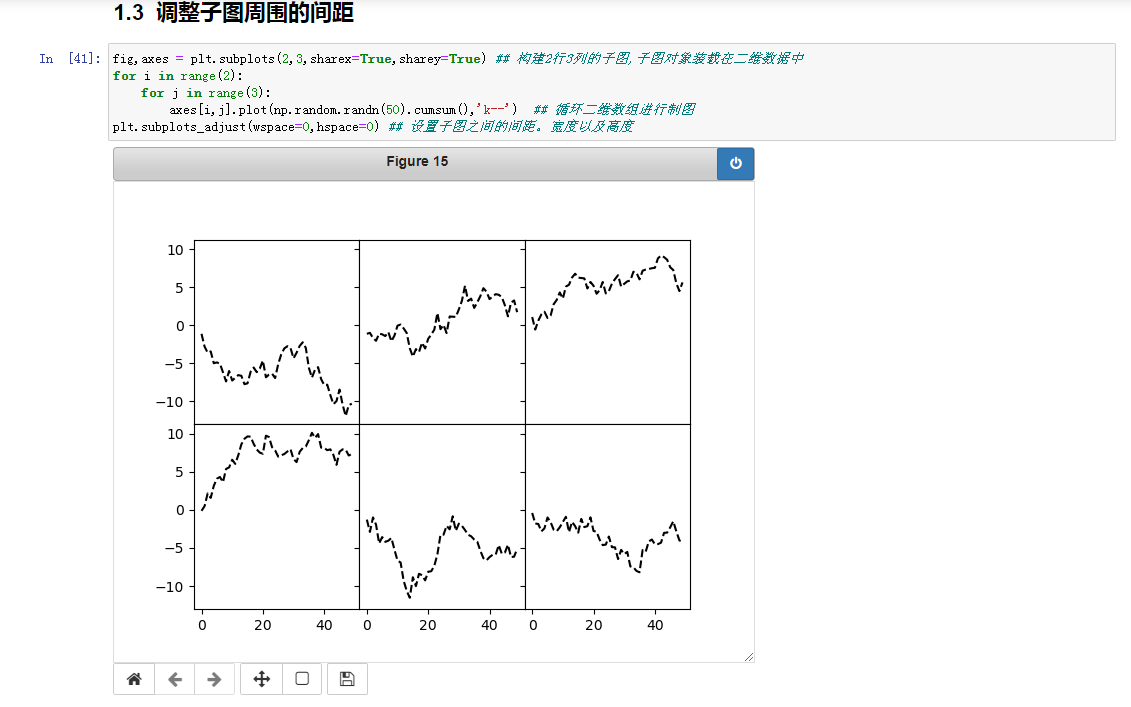 1.3 调整子图周围的间距
In [41]: fig,axes = plt.subplots(2,3,sharex=True,sharey=True) ## 构建2行3列的子图,子图对象装载在二维数据中
for i in range(2):
for j in range(3):
axes[i,j].plot(np.random.randn(50).cumsum(),'k--') ## 循环二维数组进行制图
plt.subplots_adjust(wspace=0,hspace=0) ## 设置子图之间的间距。宽度以及高度
Figure 15
10
5
0
−5
−10
10
5
0
−5
−10
0 20 40 0 20 40 0 20 40